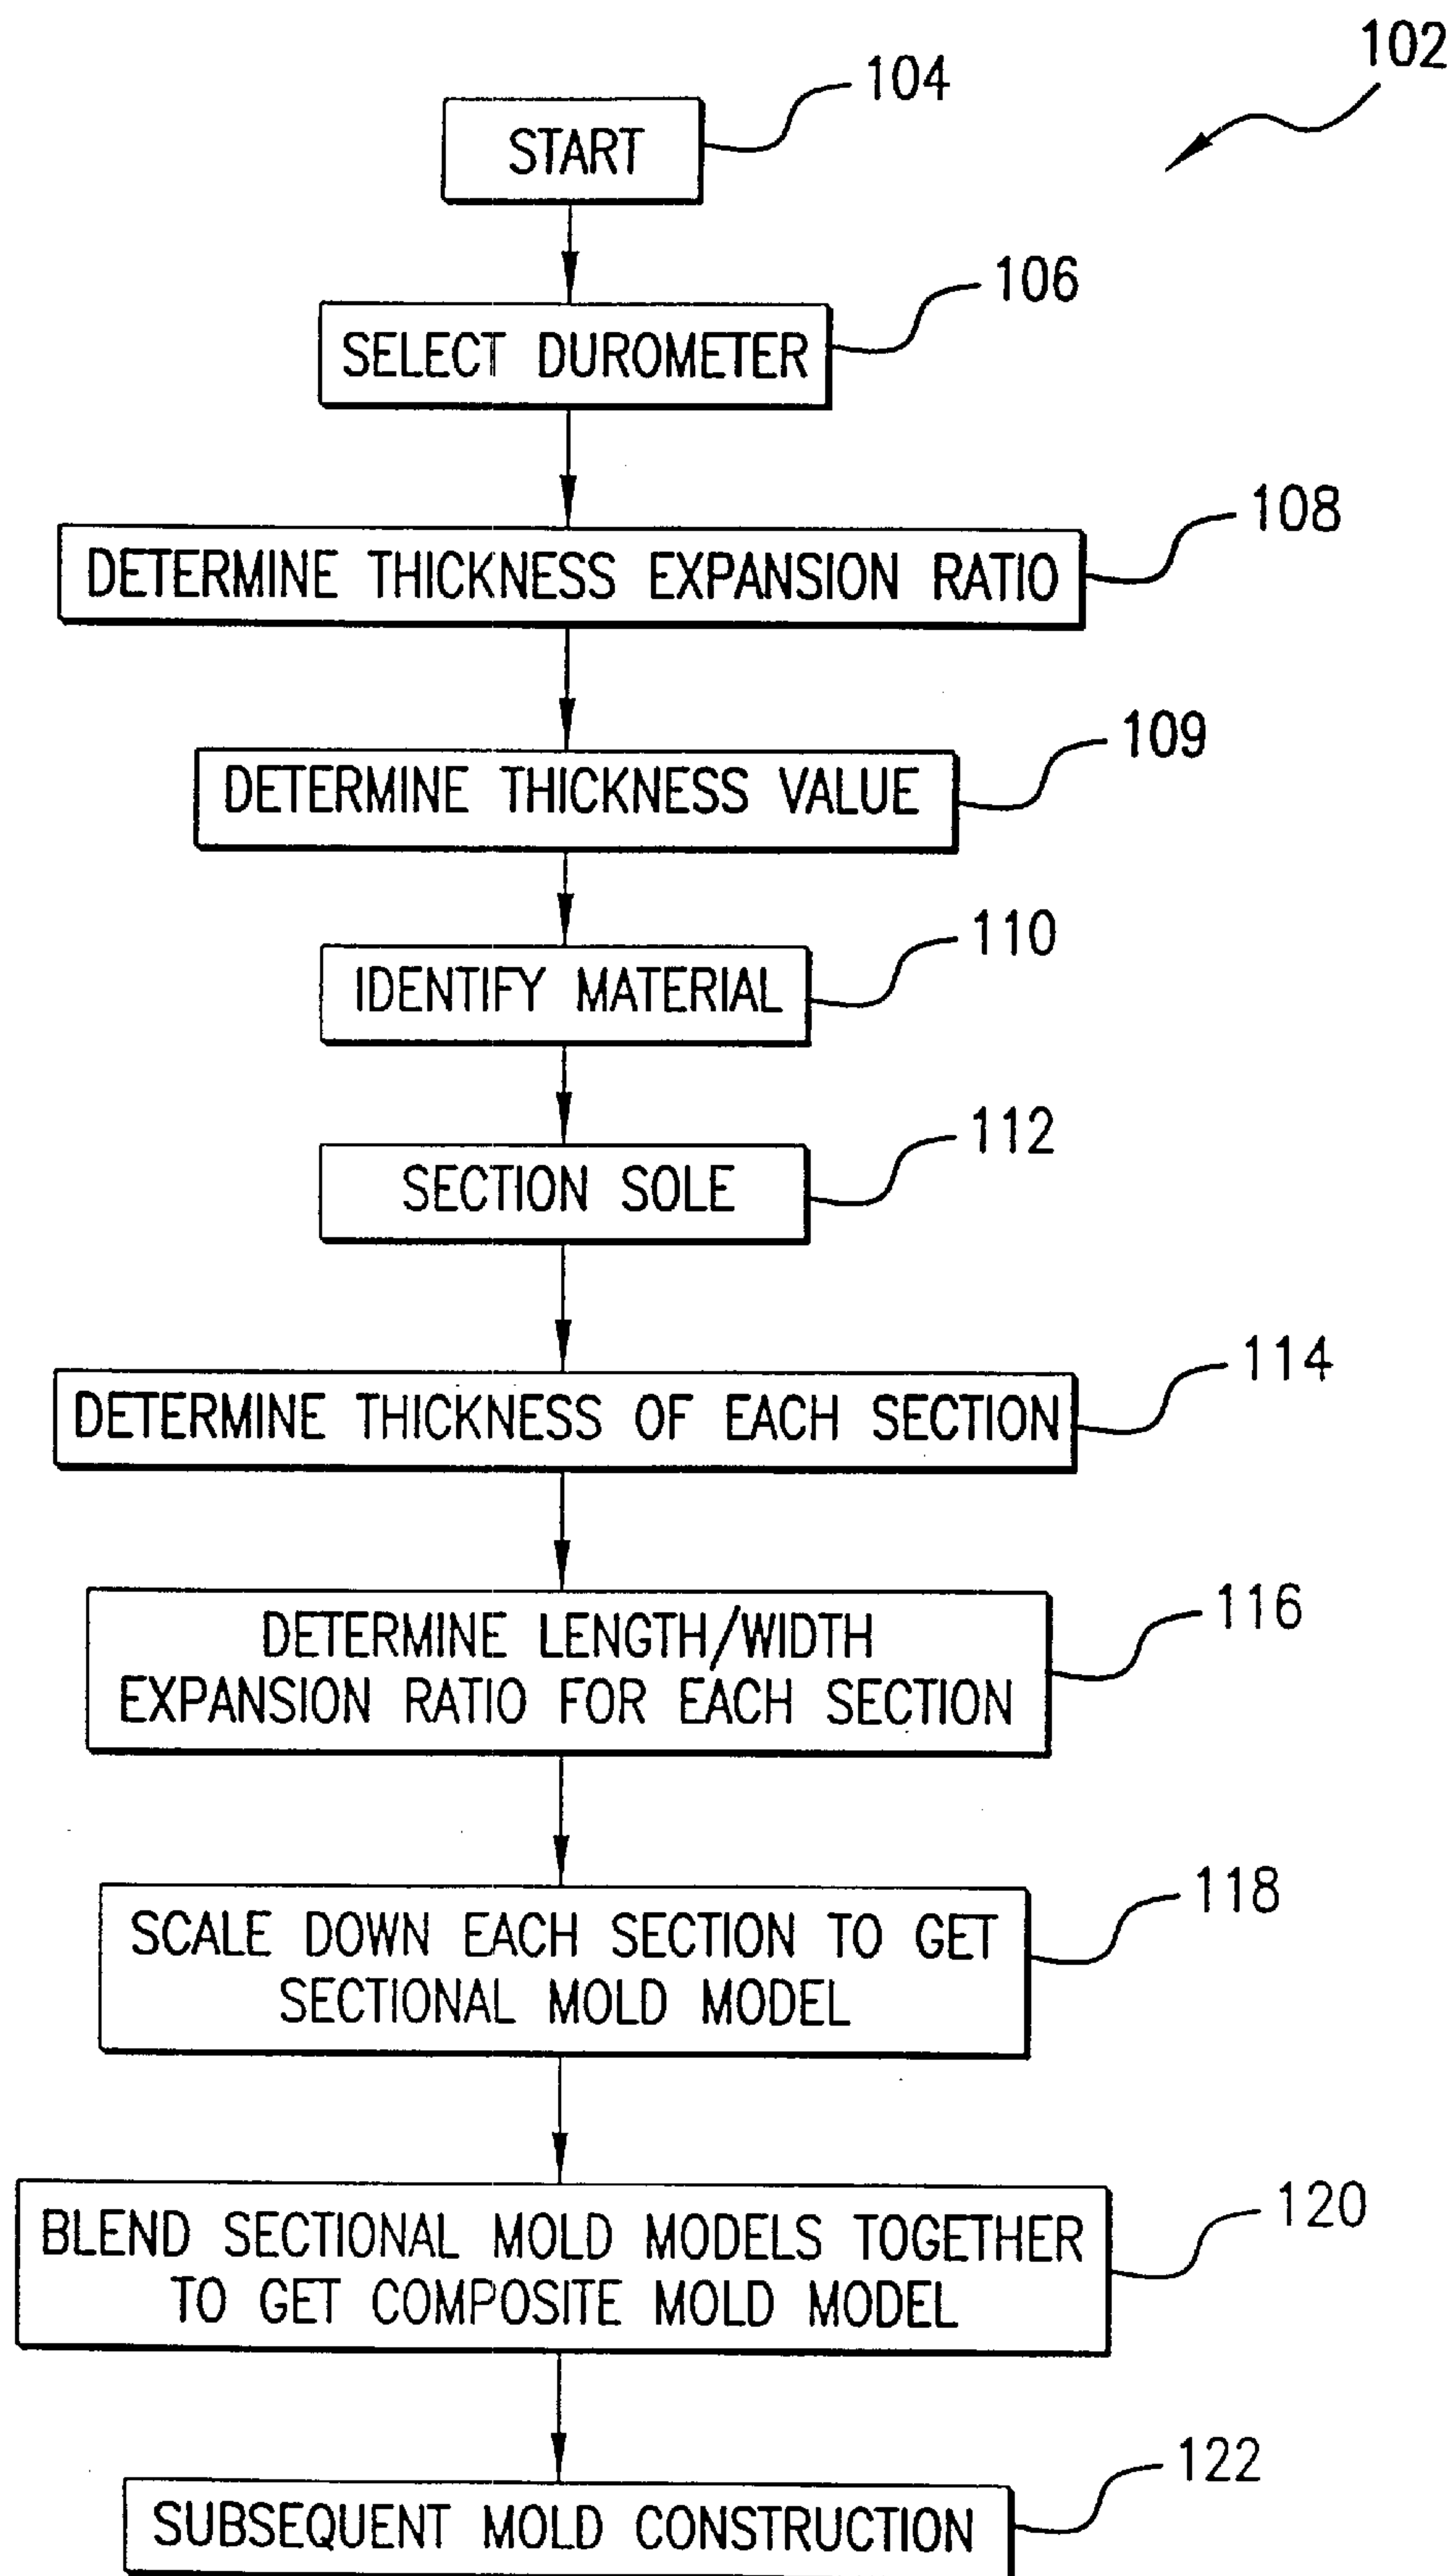 102
104
START
106
SELECT DUROMETER
108
DETERMINE THICKNESS EXPANSION RATIO
109
DETERMINE THICKNESS VALUE
110
IDENTIFY MATERIAL
112
SECTION SOLE
114
DETERMINE THICKNESS OF EACH SECTION
116
DETERMINE LENGTH/WIDTH
EXPANSION RATIO FOR EACH SECTION
118
SCALE DOWN EACH SECTION TO GET
SECTIONAL MOLD MODEL
120
BLEND SECTIONAL MOLD MODELS TOGETHER
TO GET COMPOSITE MOLD MODEL
122
SUBSEQUENT MOLD CONSTRUCTION